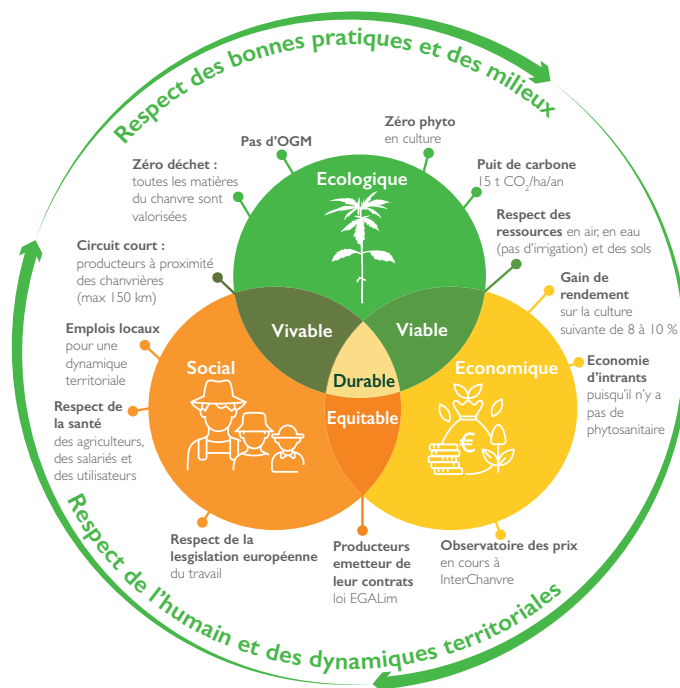 Respect des bonnes pratiques et des milieux
Zéro phyto
en culture
Pas d'OGM
Zéro déchet :
toutes les matières
du chanvre sont
valorisées
Puit de carbone
15 t CO2/ha/an
Ecologique
Respect des
ressources en air, en eau
(pas d'irrigation) et des sols
Circuit court :
producteurs à proximité
des chanvrières
(max 150 km)
Gain de
rendement
sur la culture
suivante de 8 à 10 %
Vivable
Viable
Emplois locaux
pour une
dynamique
territoriale
Social
Durable
Economique
Economie
d'intrants
puisqu'il n'y a
pas de
phytosanitaire
Respect de
la santé
des agriculteurs,
des salariés et
des utilisateurs
Equitable
€
Respect de la
lesgislation européenne
du travail
Producteurs
emetteur de
leur contrats
loi EGALim
Observatoire des prix
en cours à
InterChanvre
Respect de l'humain et des dynamiques territoriales